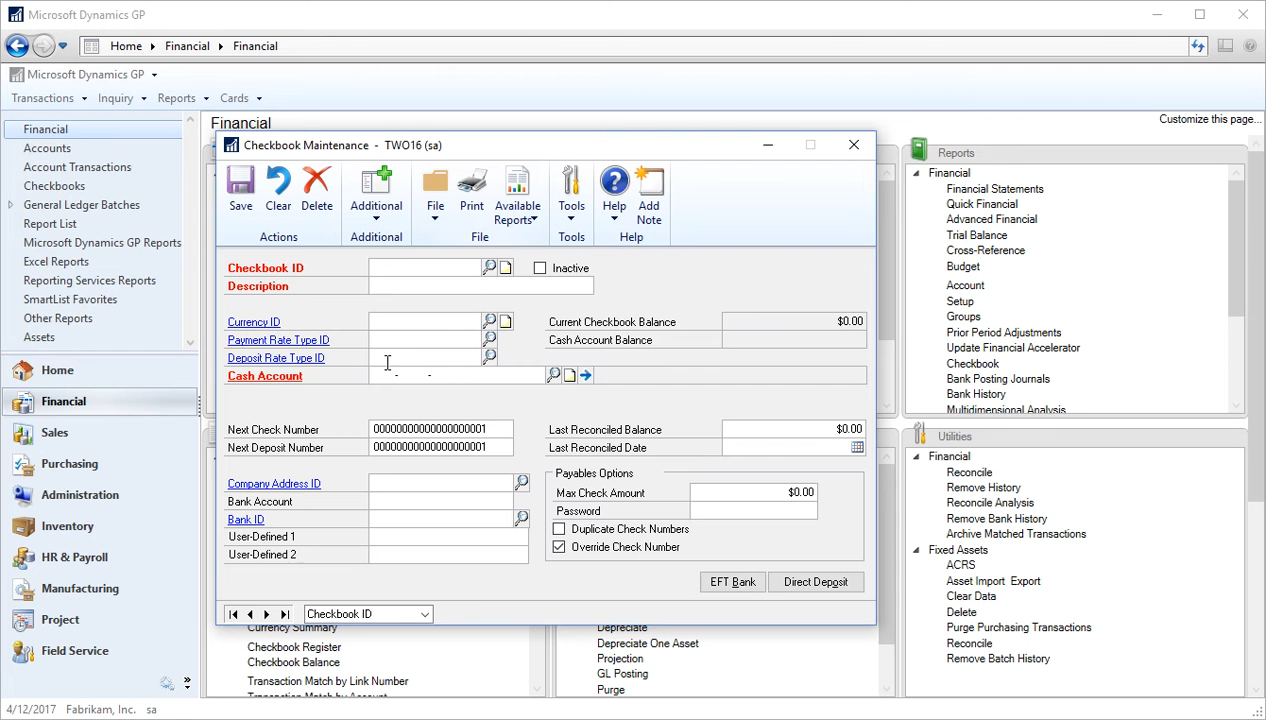 Microsoft Dynamics GP
Home Financial Financial
Microsoft Dynamics GP
Transactions Inquiry Reports Cards
Financial
Accounts
Account Transactions
Checkbooks
General Ledger Batches
Report List
Microsoft Dynamics GP Reports
Excel Reports
Reporting Services Reports
SmartList Favorites
Other Reports
Assets
Home
Financial
Sales
Purchasing
Administration
Inventory
HR & Payroll
Manufacturing
Project
Field Service
Financial
Customize this page...
Checkbook Maintenance - TWO16 (sa)
Save
Clear
Delete
Actions
Additional
Additional
File
Print
Available Reports
File
Tools
Tools
Help
Add Note
Help
Checkbook ID
Inactive
Description
Currency ID
Current Checkbook Balance $0.00
Payment Rate Type ID
Cash Account Balance
Deposit Rate Type ID
Cash Account - -
Next Check Number 00000000000000000001
Last Reconciled Balance $0.00
Next Deposit Number 00000000000000000001
Last Reconciled Date
Company Address ID
Bank Account
Bank ID
User-Defined 1
User-Defined 2
Payables Options
Max Check Amount $0.00
Password
Duplicate Check Numbers
Override Check Number
EFT Bank
Direct Deposit
Checkbook ID
Currency Summary
Checkbook Register
Checkbook Balance
Transaction Match by Link Number
Transaction Match by Account
Depreciate
Depreciate One Asset
Projection
GL Posting
Purge
Reports
Financial
Financial Statements
Quick Financial
Advanced Financial
Trial Balance
Cross-Reference
Budget
Account
Setup
Groups
Prior Period Adjustments
Update Financial Accelerator
Checkbook
Bank Posting Journals
Bank History
Multidimensional Analysis
Utilities
Financial
Reconcile
Remove History
Reconcile Analysis
Remove Bank History
Archive Matched Transactions
Fixed Assets
ACRS
Asset Import Export
Clear Data
Delete
Purge Purchasing Transactions
Reconcile
Remove Batch History
4/12/2017 Fabrikam, Inc. sa